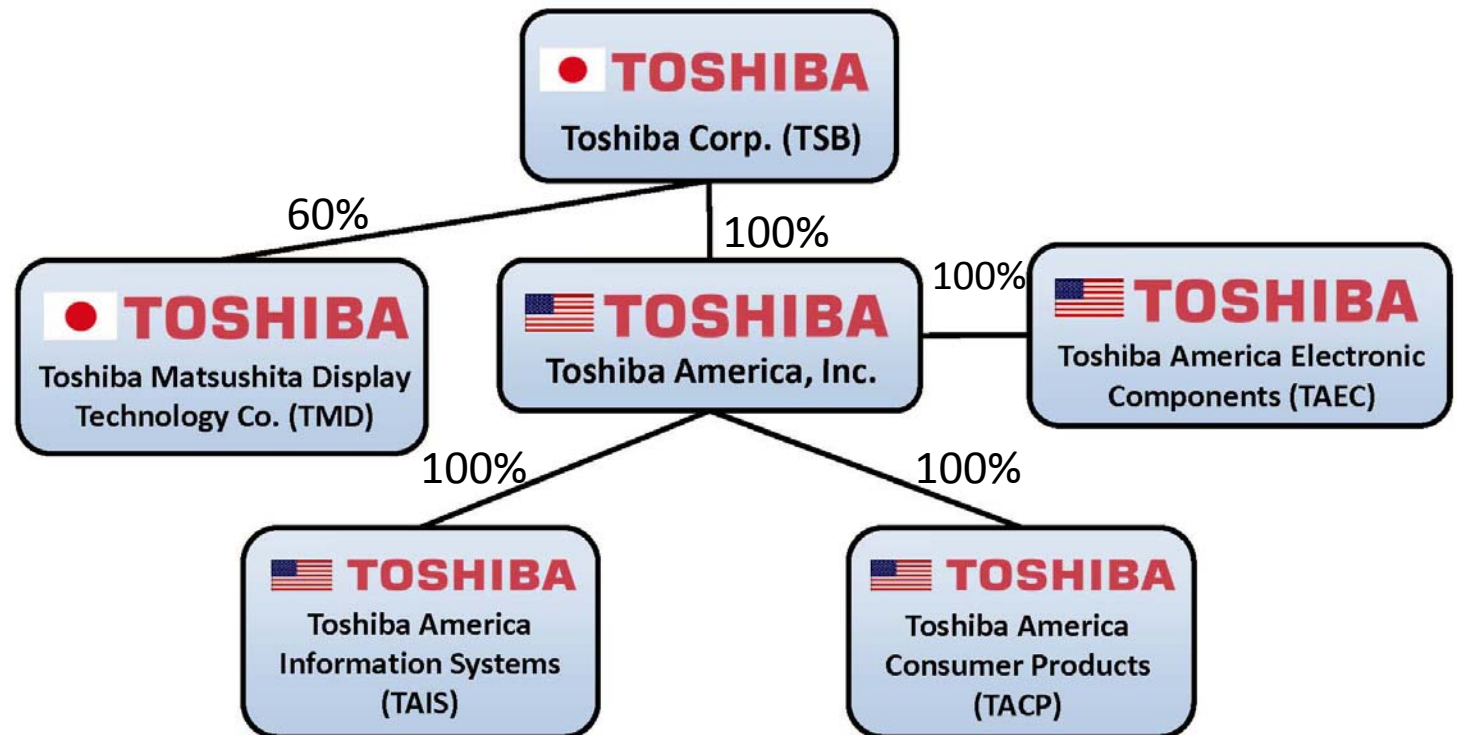 TOSHIBA
Toshiba Corp. (TSB)
60%
100%
100%
TOSHIBA
Toshiba Matsushita Display
Technology Co. (TMD)
TOSHIBA
Toshiba America, Inc.
TOSHIBA
Toshiba America Electronic
Components (TAEC)
100%
100%
TOSHIBA
Toshiba America
Information Systems
(TAIS)
TOSHIBA
Toshiba America
Consumer Products
(TACP)